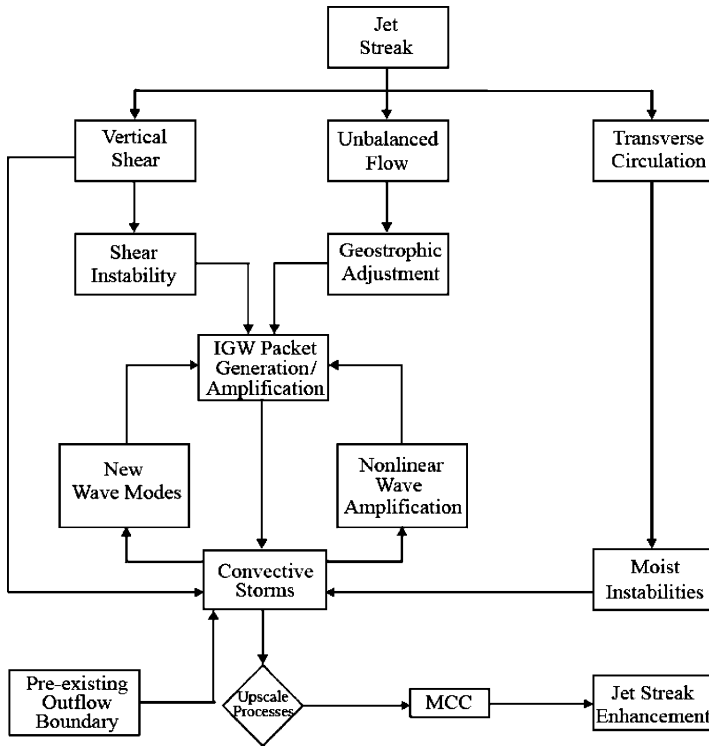 Jet
Streak
Vertical
Shear
Unbalanced
Flow
Transverse
Circulation
Shear
Instability
Geostrophic
Adjustment
IGW Packet
Generation/
Amplification
New
Wave Modes
Nonlinear
Wave
Amplification
Convective
Storms
Moist
Instabilities
Pre-existing
Outflow
Boundary
Upscale
Processes
MCC
Jet Streak
Enhancement